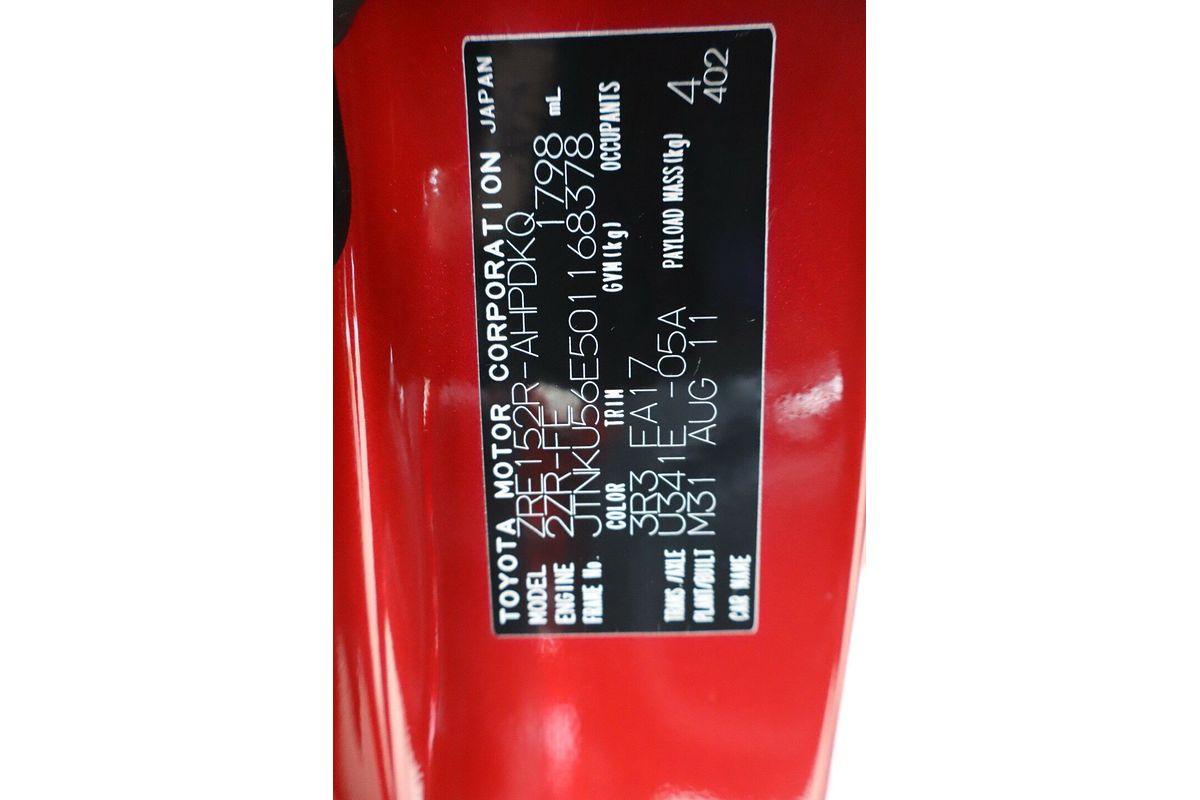 TOYOTA MOTOR CORPORATION JAPAN
MODEL ZRE152R-AHPDKQ
ENGINE 2ZR-FE 1798 mL
FRAME No. JTNKU56E501168378
COLOR TRIM GVM(kg) OCCUPANTS
3R3 EA17
TRANS./AXLE U341E -05A PAYLOAD MASS(kg) 4
PLANT/BUILT M31 AUG 11 402
CAR NAME